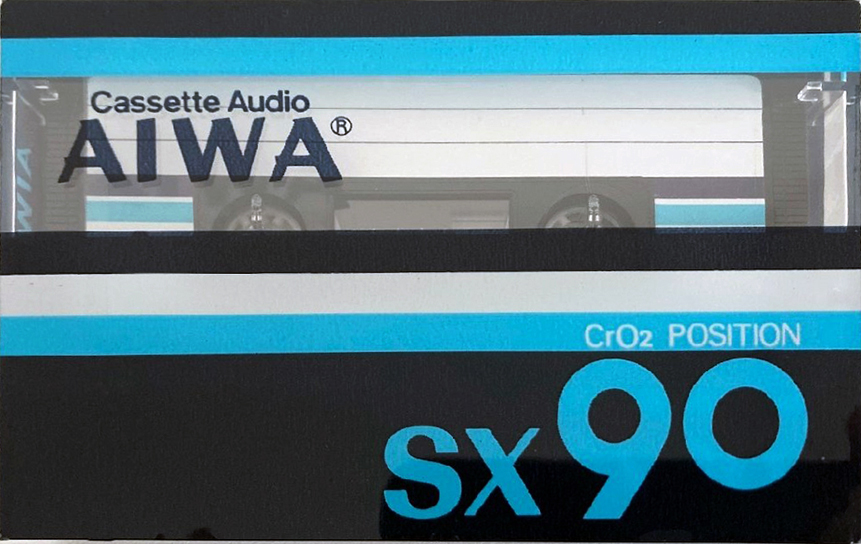 Cassette Audio
AIWA®
CrO2 POSITION
SX90